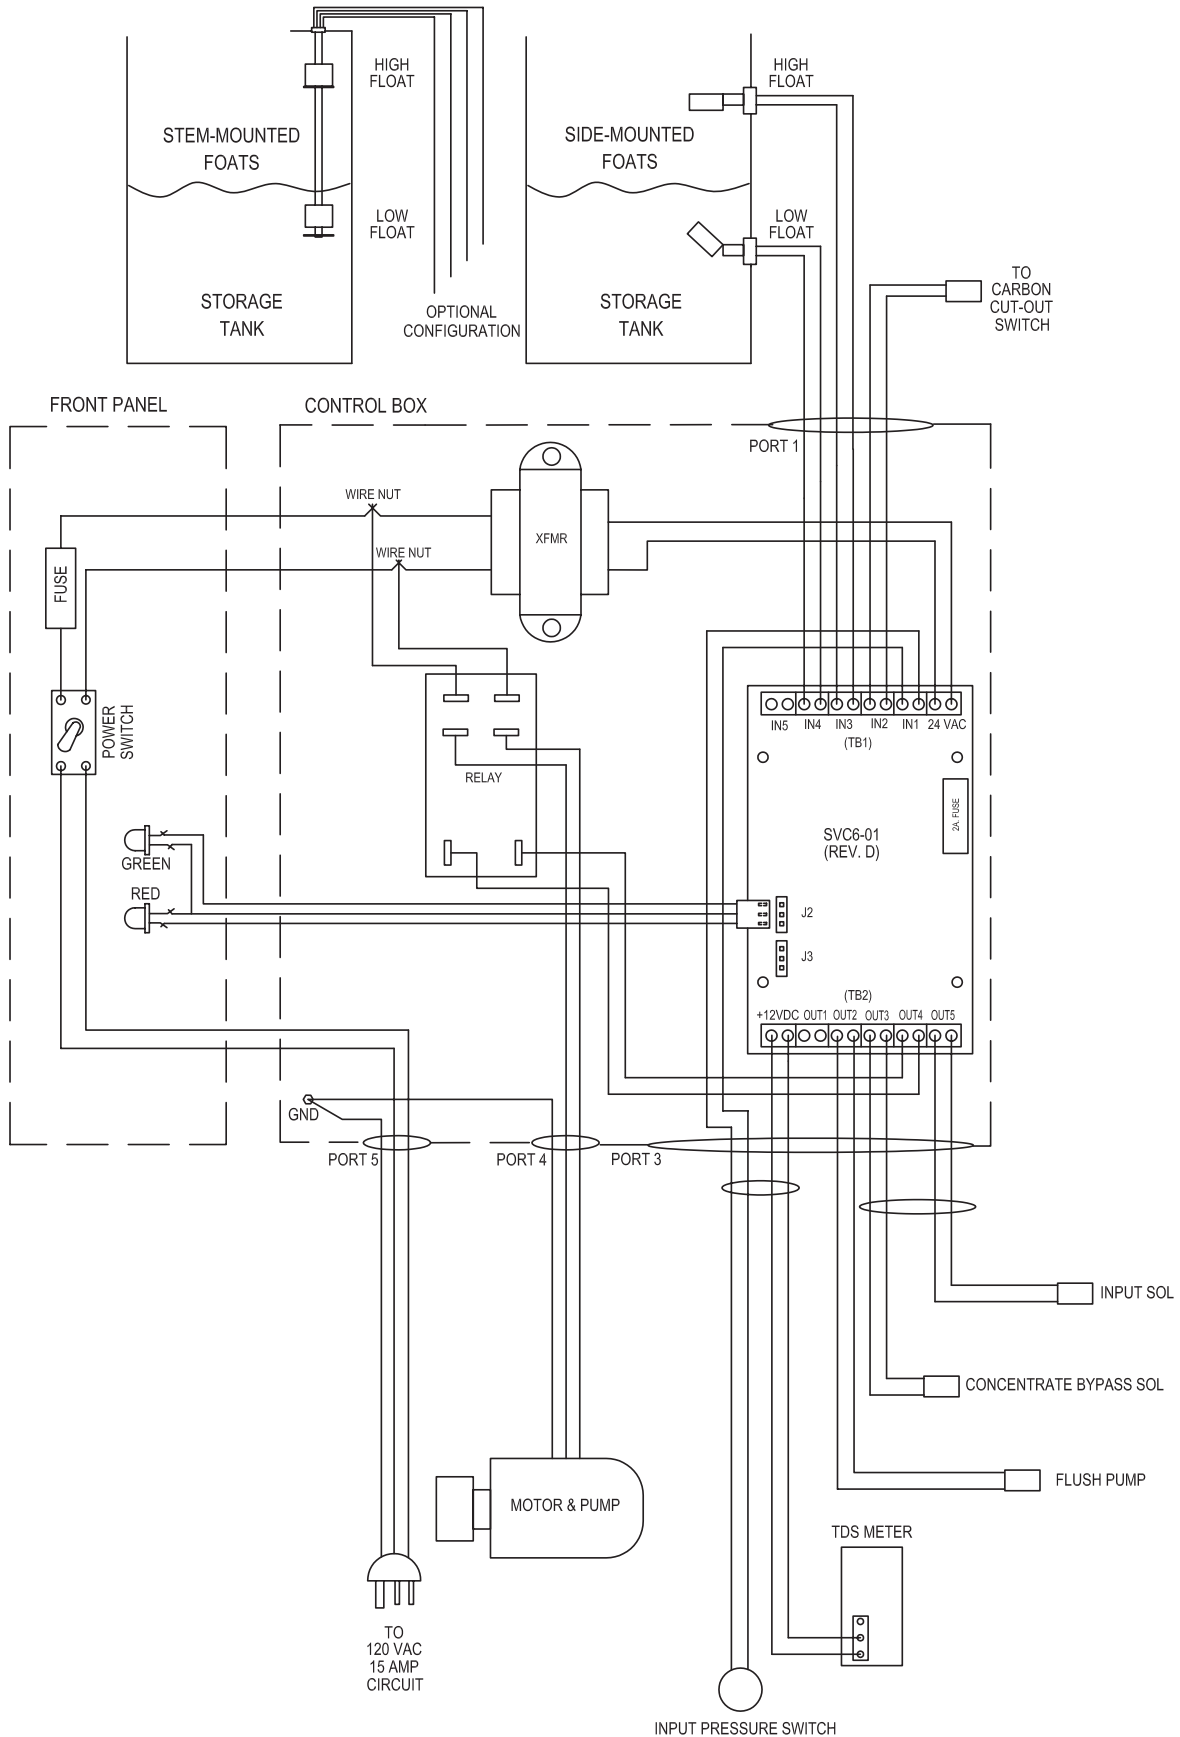 HIGH
FLOAT
STEM-MOUNTED
FOATS
LOW
FLOAT
STORAGE
TANK
OPTIONAL
CONFIGURATION
HIGH
FLOAT
SIDE-MOUNTED
FOATS
LOW
FLOAT
STORAGE
TANK
TO
CARBON
CUT-OUT
SWITCH
FRONT PANEL
CONTROL BOX
PORT 1
WIRE NUT
WIRE NUT
XFMR
FUSE
POWER
SWITCH
RELAY
GREEN
RED
IN5
IN4
IN3
IN2
IN1
24 VAC
(TB1)
2A. FUSE
SVC6-01
(REV. D)
J2
J3
(TB2)
+12VDC
OUT1
OUT2
OUT3
OUT4
OUT5
GND
PORT 5
PORT 4
PORT 3
INPUT SOL
CONCENTRATE BYPASS SOL
FLUSH PUMP
MOTOR & PUMP
TDS METER
TO
120 VAC
15 AMP
CIRCUIT
INPUT PRESSURE SWITCH